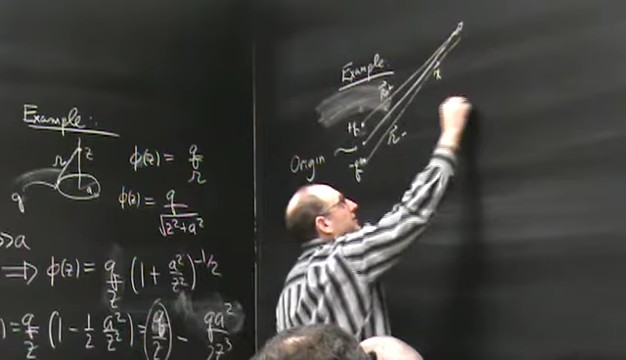 Example:
r z
a
q
φ(z) = q/r
φ(z) = q/√(z²+a²)
>>a
⇒ φ(z) = q/z (1 + a²/z²)^(-1/2)
) = q/z (1 - 1/2 a²/z²) = q/z - qa²/2z³
Example:
r+
r
+q
r-
Origin
-q